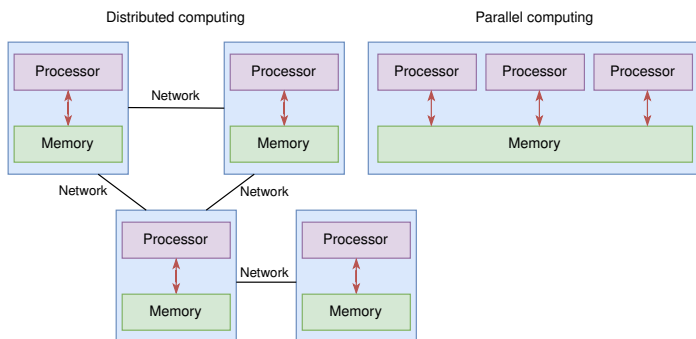 Distributed computing
Parallel computing
Processor
Processor
Processor
Processor
Processor
Network
Memory
Memory
Memory
Network
Network
Processor
Processor
Network
Memory
Memory